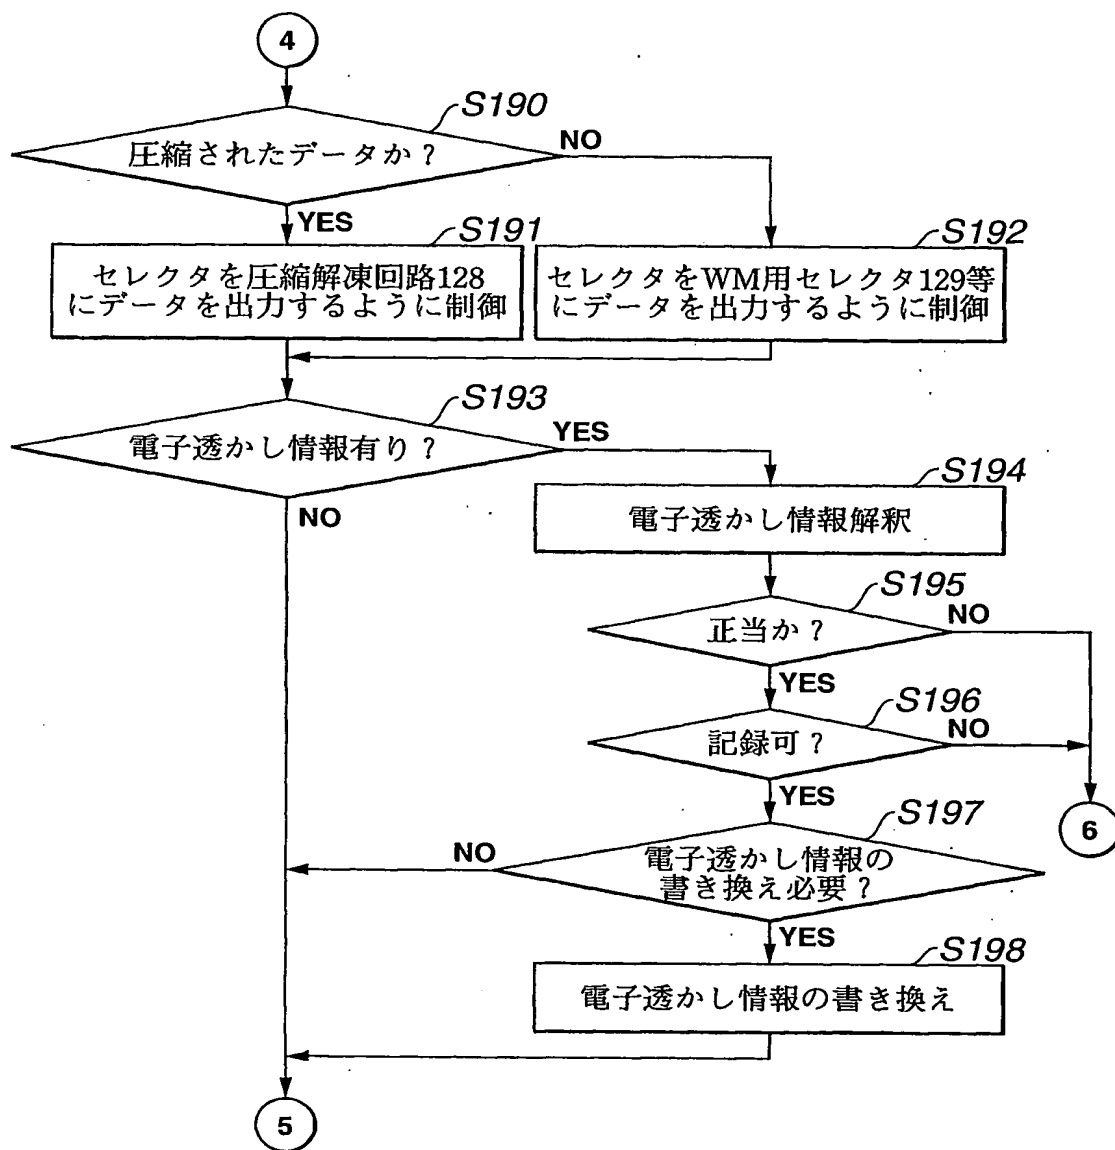 4
S190
圧縮されたデータか？
NO
YES
S191
セレクタを圧縮解凍回路128
にデータを出力するように制御
S192
セレクタをWM用セレクタ129等
にデータを出力するように制御
S193
電子透かし情報有り？
YES
NO
S194
電子透かし情報解釈
S195
正当か？
NO
YES
S196
記録可？
NO
YES
6
S197
電子透かし情報の
書き換え必要？
NO
YES
S198
電子透かし情報の書き換え
5